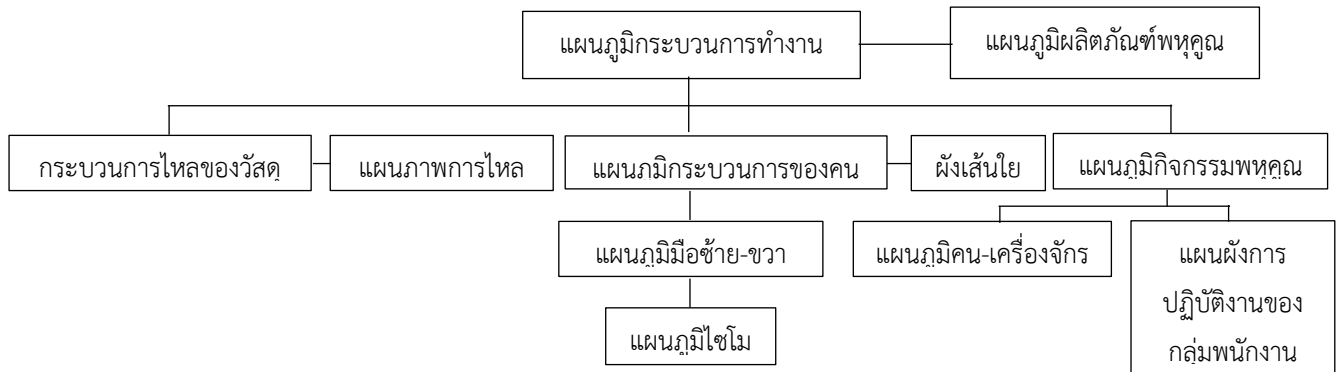 แผนภูมิกระบวนการทำงาน
แผนภูมิผลิตภัณฑ์พหุคูณ
กระบวนการไหลของวัสดุ
แผนภาพการไหล
แผนภูมิกระบวนการของคน
ผังเส้นใย
แผนภูมิกิจกรรมพหุคูณ
แผนภูมิมือซ้าย-ขวา
แผนภูมิคน-เครื่องจักร
แผนผังการ
ปฏิบัติงานของ
กลุ่มพนักงาน
แผนภูมิไซโม